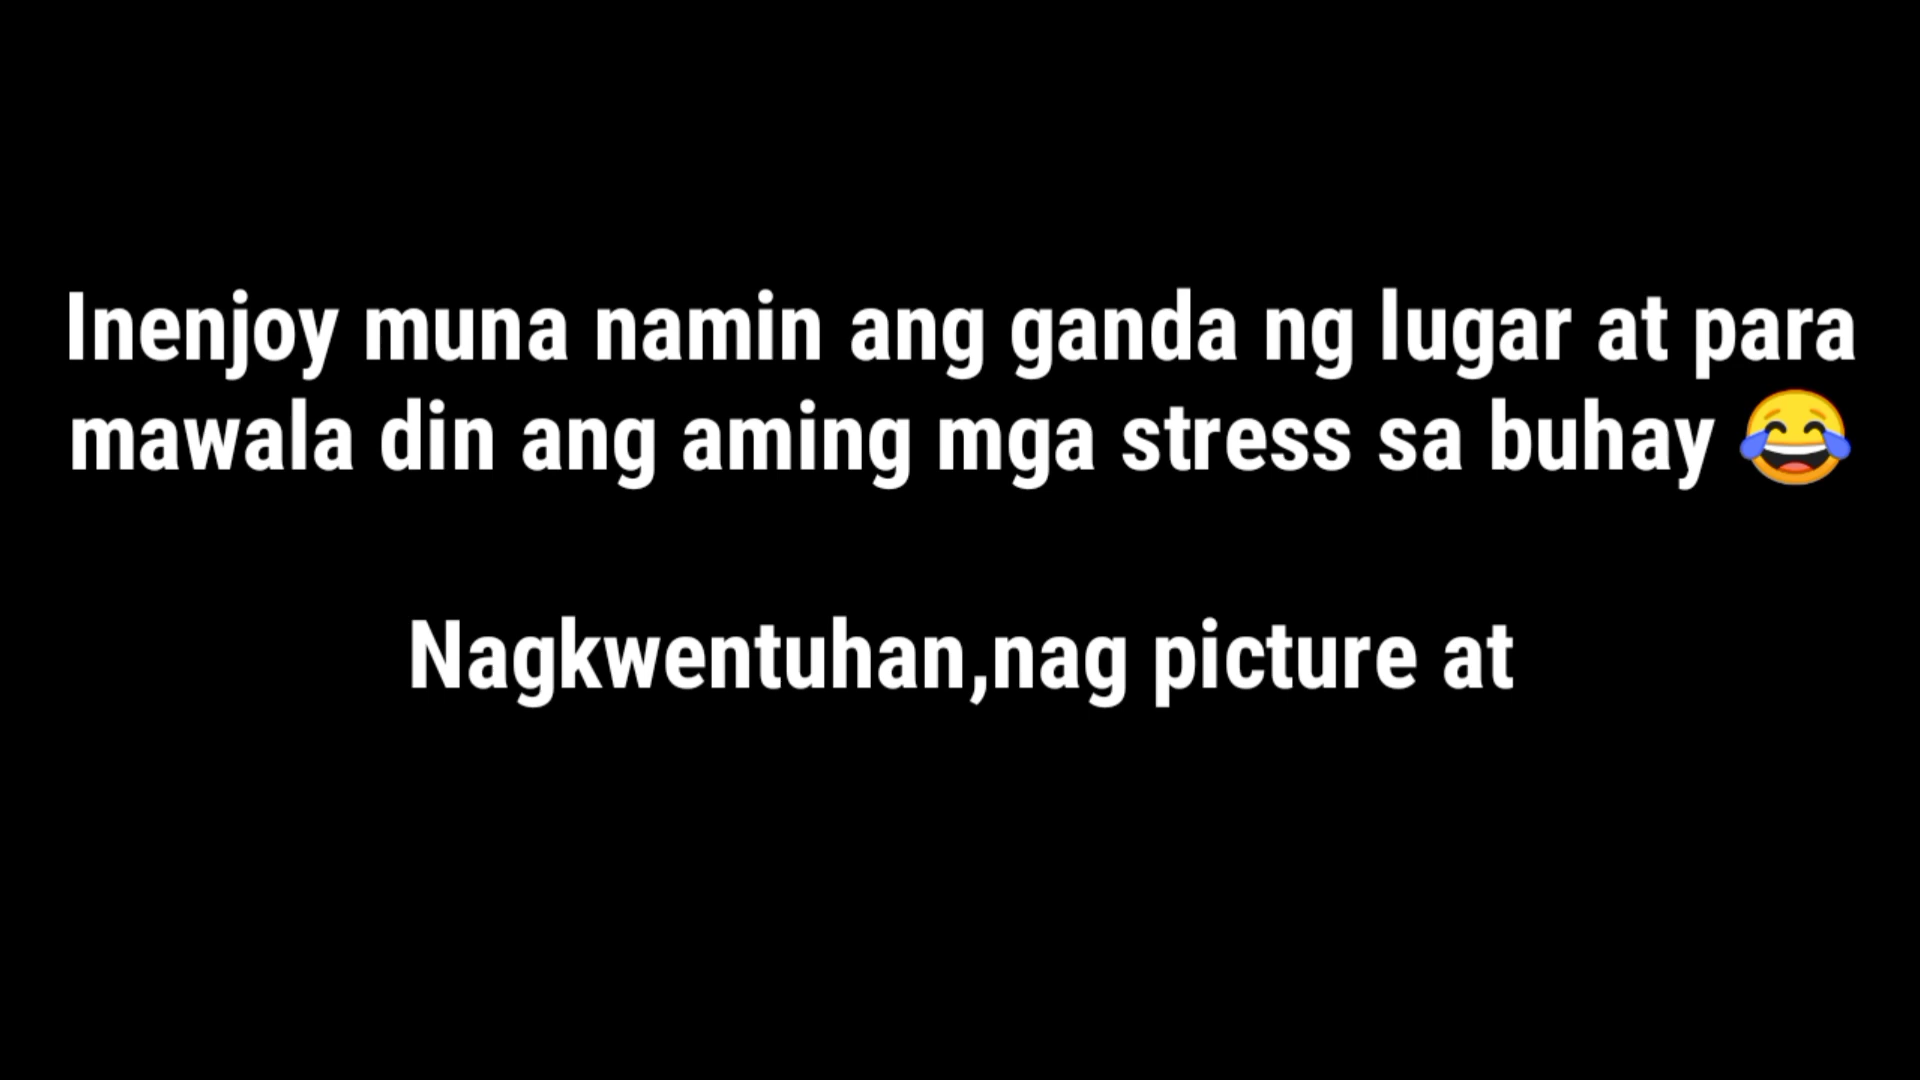 Inenjoy muna namin ang ganda ng lugar at para
mawala din ang aming mga stress sa buhay 😂
Nagkwentuhan,nag picture at